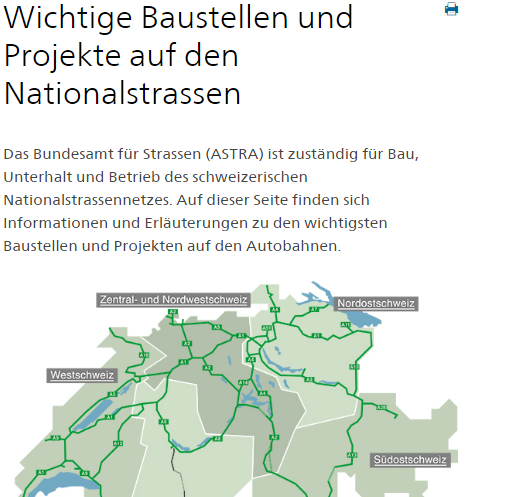 Wichtige Baustellen und
Projekte auf den
Nationalstrassen
Das Bundesamt für Strassen (ASTRA) ist zuständig für Bau,
Unterhalt und Betrieb des schweizerischen
Nationalstrassennetzes. Auf dieser Seite finden sich
Informationen und Erläuterungen zu den wichtigsten
Baustellen und Projekten auf den Autobahnen.
Zentral- und Nordwestschweiz
Nordostschweiz
Westschweiz
Südostschweiz